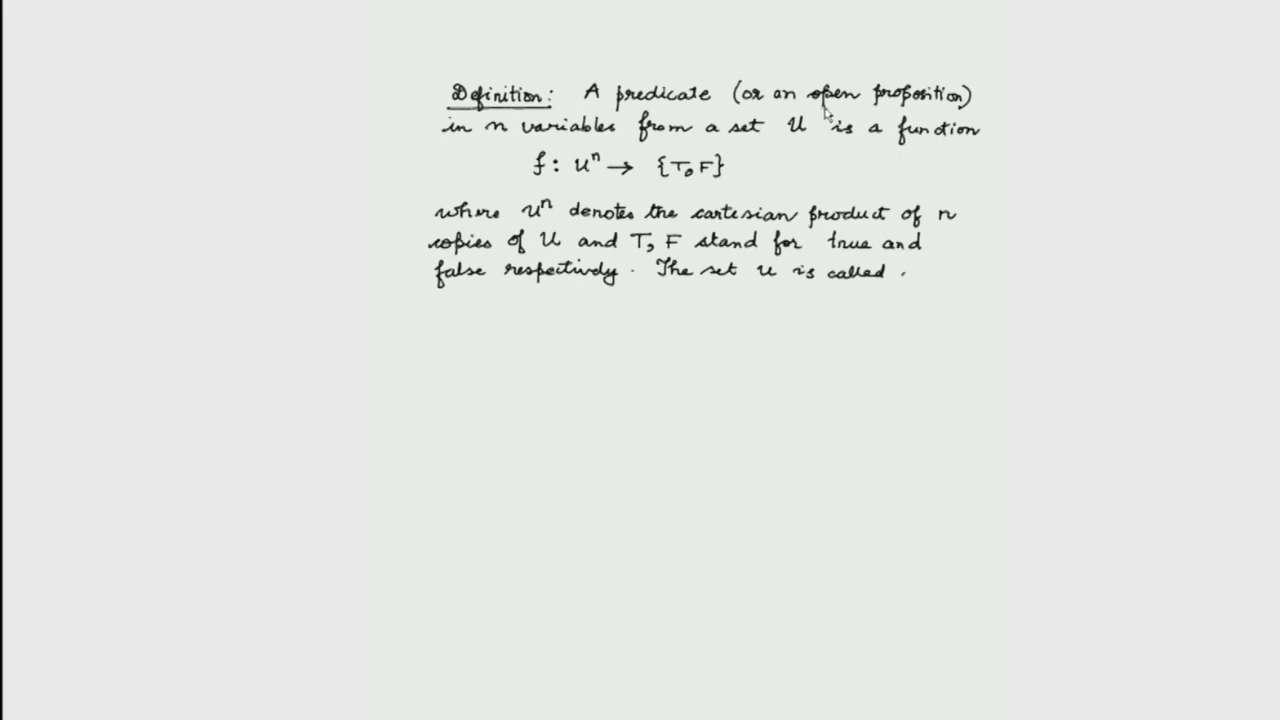 Definition: A predicate (or an open proposition)
in n variables from a set U is a function
f: Uⁿ → {T, F}
where Uⁿ denotes the cartesian product of n
copies of U and T, F stand for true and
false respectively. The set U is called .